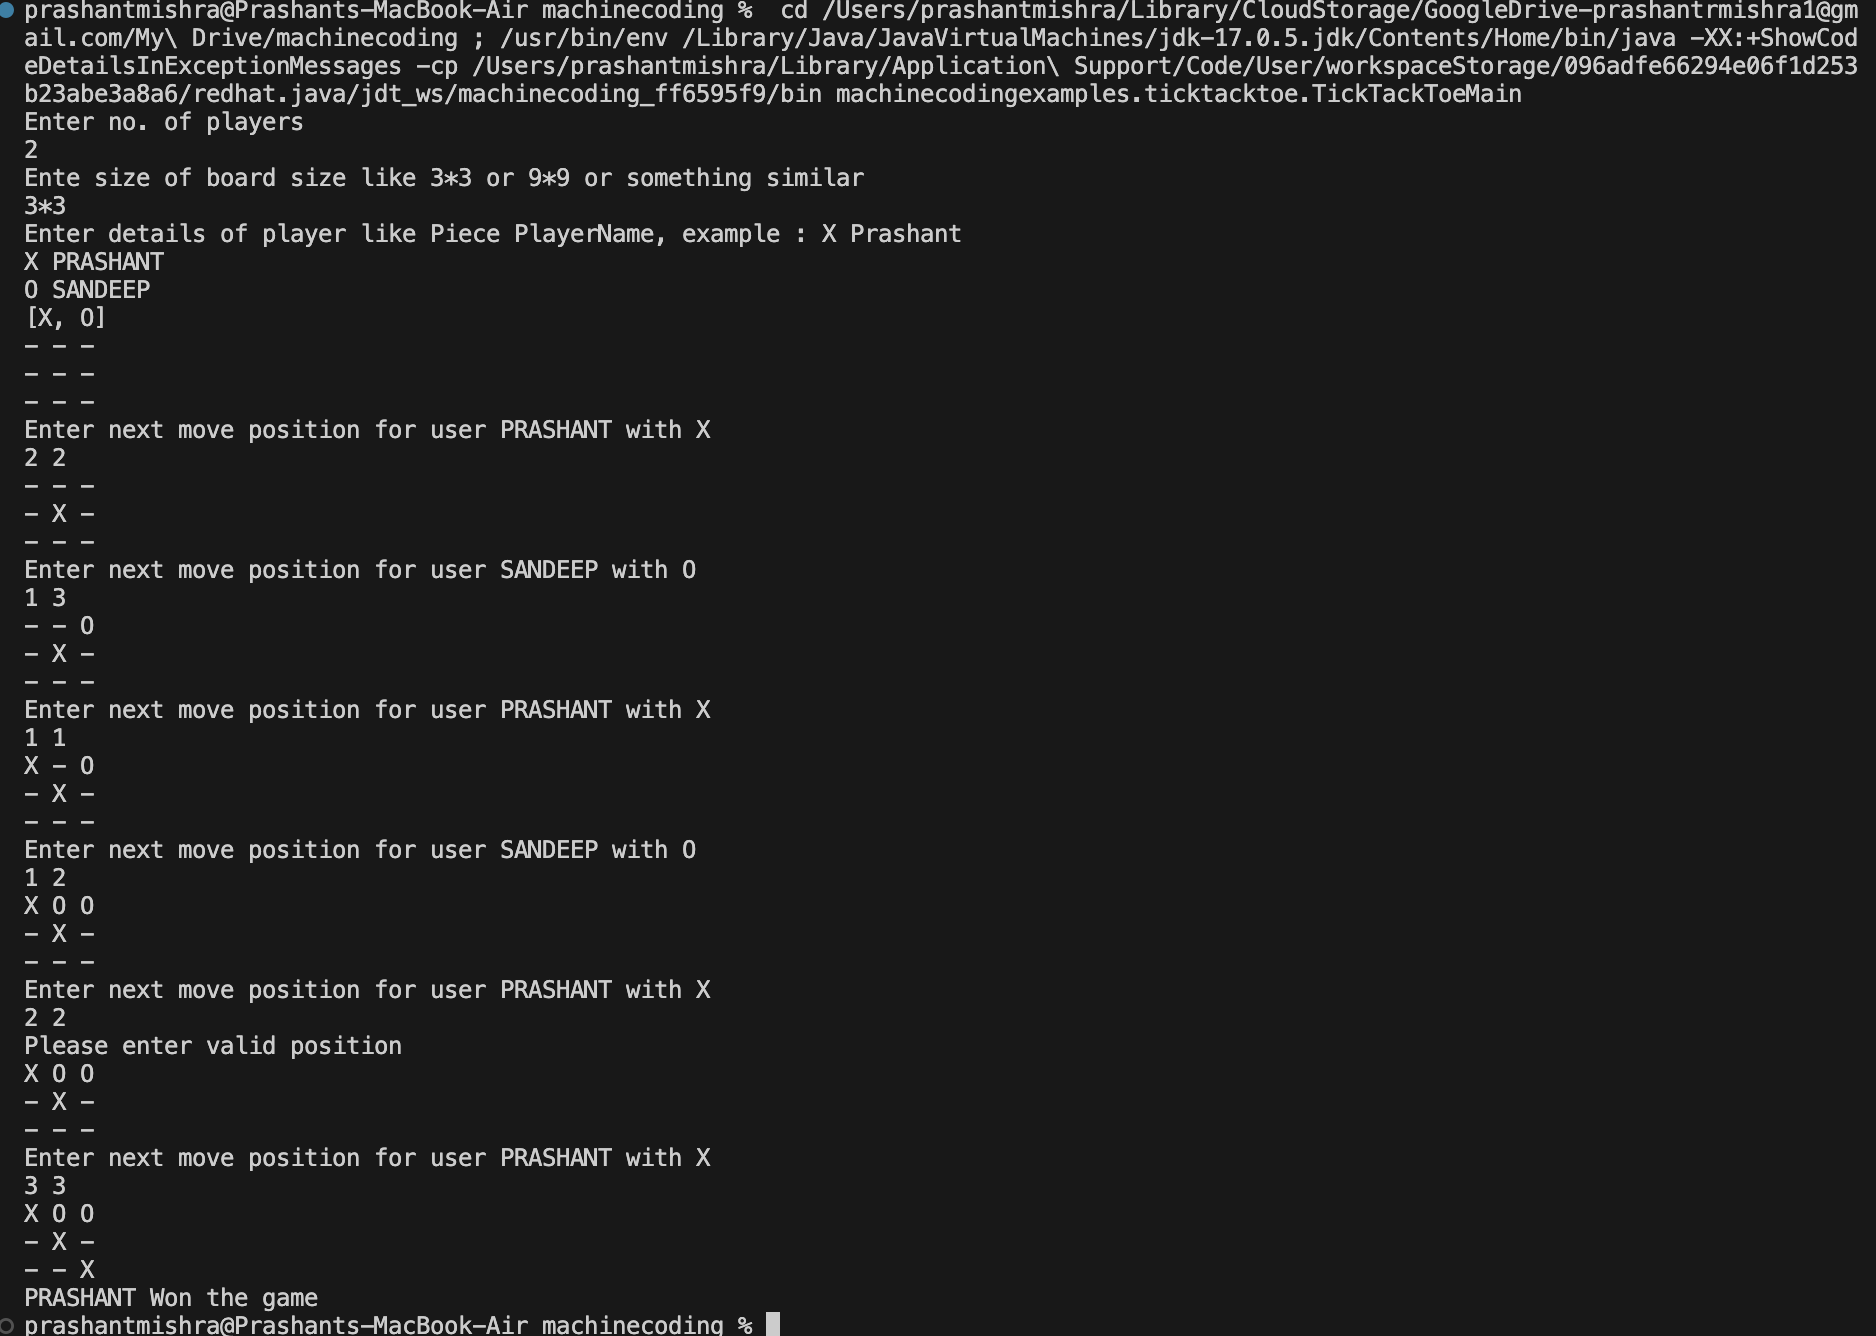 prashantmishra@Prashants-MacBook-Air machinecoding %  cd /Users/prashantmishra/Library/CloudStorage/GoogleDrive-prashantrmishra1@gm
ail.com/My\ Drive/machinecoding ; /usr/bin/env /Library/Java/JavaVirtualMachines/jdk-17.0.5.jdk/Contents/Home/bin/java -XX:+ShowCod
eDetailsInExceptionMessages -cp /Users/prashantmishra/Library/Application\ Support/Code/User/workspaceStorage/096adfe66294e06f1d253
b23abe3a8a6/redhat.java/jdt_ws/machinecoding_ff6595f9/bin machinecodingexamples.ticktacktoe.TickTackToeMain
Enter no. of players
2
Ente size of board size like 3*3 or 9*9 or something similar
3*3
Enter details of player like Piece PlayerName, example : X Prashant
X PRASHANT
O SANDEEP
[X, O]
- - -
- - -
- - -
Enter next move position for user PRASHANT with X
2 2
- - -
- X -
- - -
Enter next move position for user SANDEEP with O
1 3
- - O
- X -
- - -
Enter next move position for user PRASHANT with X
1 1
X - O
- X -
- - -
Enter next move position for user SANDEEP with O
1 2
X O O
- X -
- - -
Enter next move position for user PRASHANT with X
2 2
Please enter valid position
X O O
- X -
- - -
Enter next move position for user PRASHANT with X
3 3
X O O
- X -
- - X
PRASHANT Won the game
prashantmishra@Prashants-MacBook-Air machinecoding %